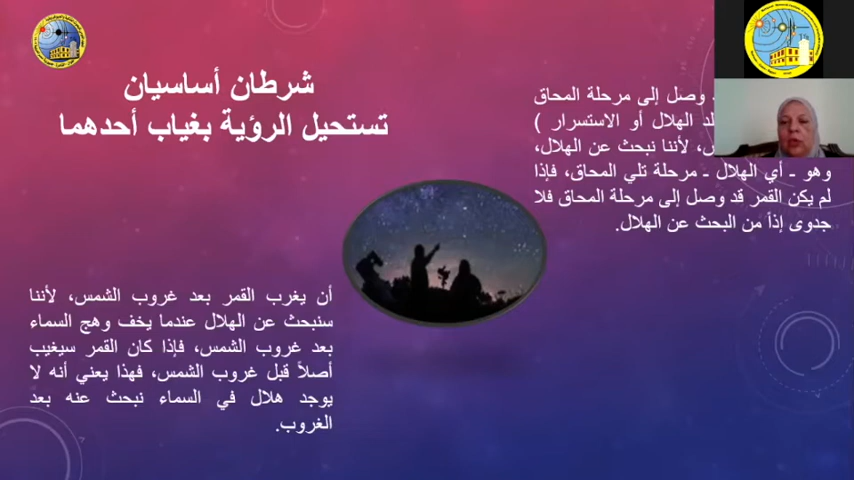 شرطان أساسيان
تستحيل الرؤية بغياب أحدهما
وصل إلى مرحلة المحاق
الهلال أو الاستسرار )
لأننا نبحث عن الهلال،
وهو ـ أي الهلال ـ مرحلة تلي المحاق، فإذا
لم يكن القمر قد وصل إلى مرحلة المحاق فلا
جدوى إذاً من البحث عن الهلال.
أن يغرب القمر بعد غروب الشمس، لأننا
سنبحث عن الهلال عندما يخف وهج السماء
بعد غروب الشمس، فإذا كان القمر سيغيب
أصلاً قبل غروب الشمس، فهذا يعني أنه لا
يوجد هلال في السماء نبحث عنه بعد
الغروب.